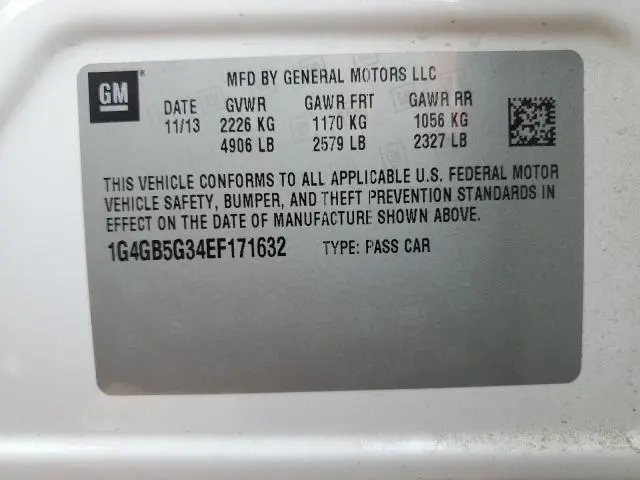 GM®
MFD BY GENERAL MOTORS LLC
DATE GVWR GAWR FRT GAWR RR
11/13 2226 KG 1170 KG 1056 KG
4906 LB 2579 LB 2327 LB
THIS VEHICLE CONFORMS TO ALL APPLICABLE U.S. FEDERAL MOTOR
VEHICLE SAFETY, BUMPER, AND THEFT PREVENTION STANDARDS IN
EFFECT ON THE DATE OF MANUFACTURE SHOWN ABOVE.
1G4GB5G34EF171632 TYPE: PASS CAR